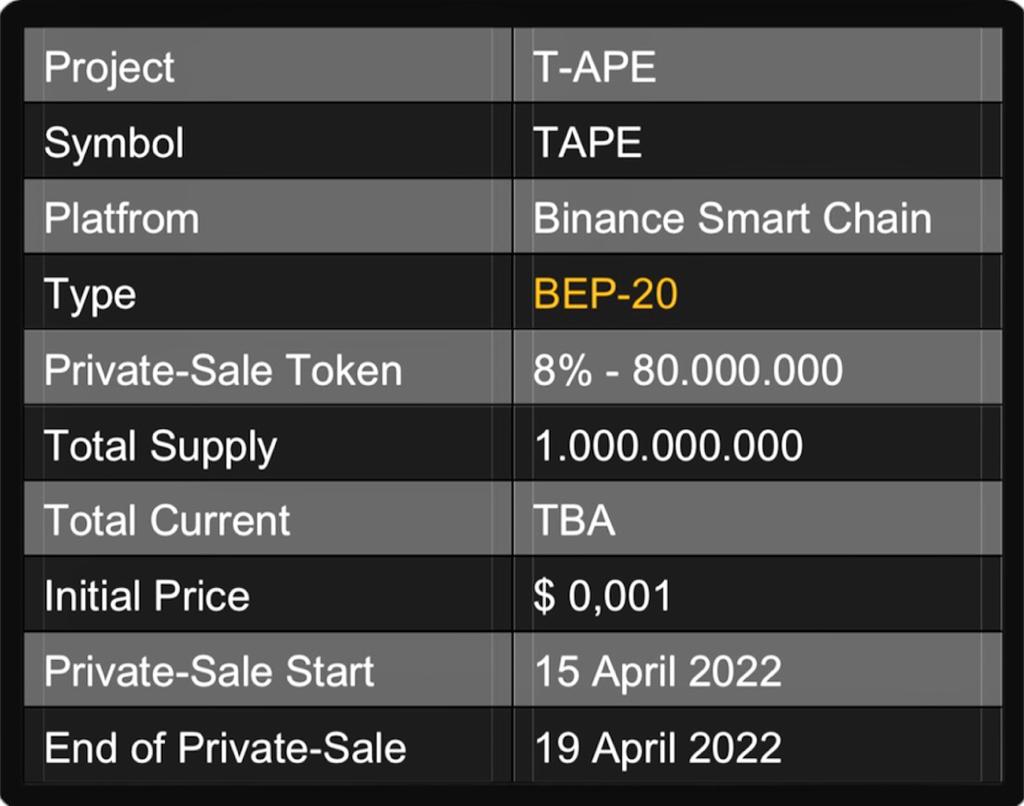 Project T-APE
Symbol TAPE
Platfrom Binance Smart Chain
Type BEP-20
Private-Sale Token 8% - 80.000.000
Total Supply 1.000.000.000
Total Current TBA
Initial Price $ 0,001
Private-Sale Start 15 April 2022
End of Private-Sale 19 April 2022